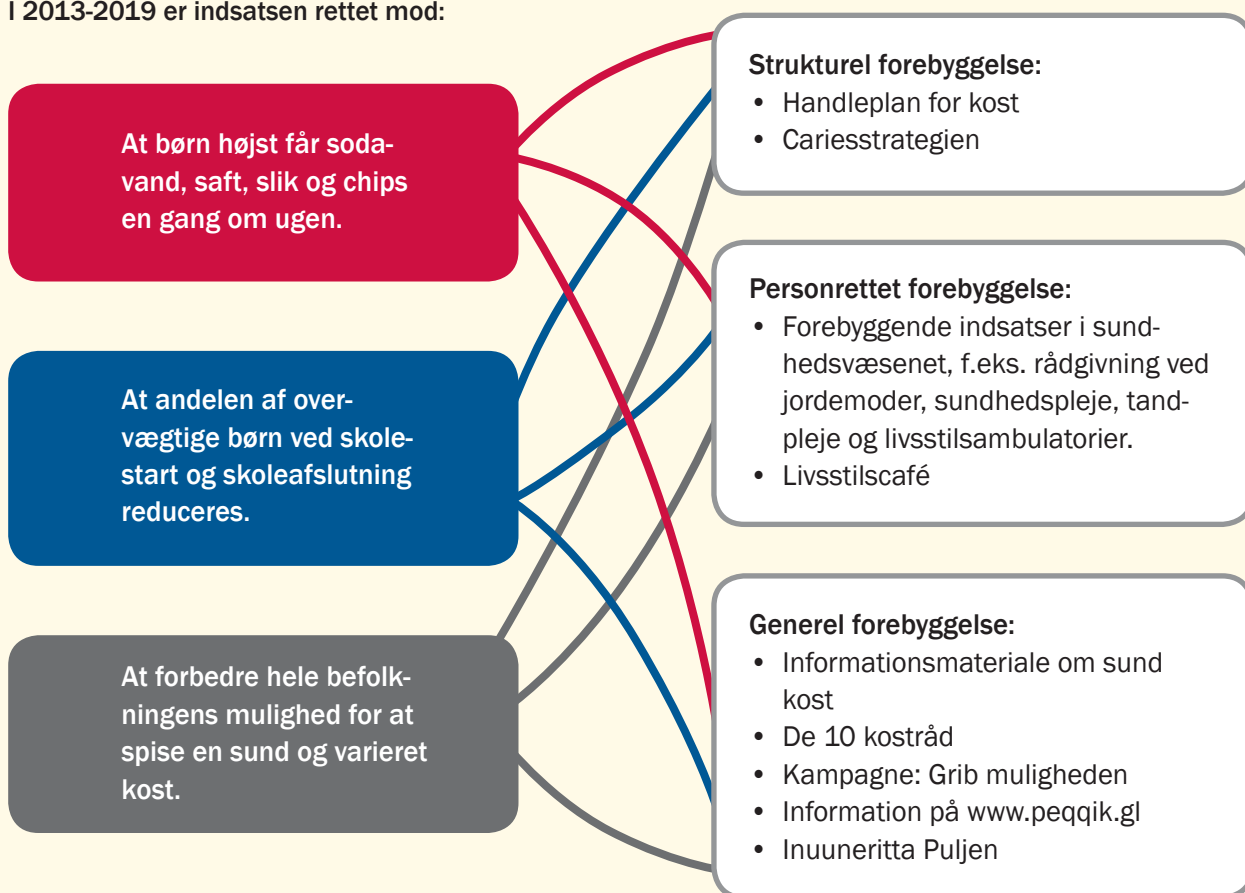 I 2013-2019 er indsatsen rettet mod:
At børn højst får soda-
vand, saft, slik og chips
en gang om ugen.
At andelen af over-
vægtige børn ved skole-
start og skoleafslutning
reduceres.
At forbedre hele befolk-
ningens mulighed for at
spise en sund og varieret
kost.
Strukturel forebyggelse:
• Handleplan for kost
• Cariesstrategien
Personrettet forebyggelse:
• Forebyggende indsatser i sund-
hedsvæsenet, f.eks. rådgivning ved
jordemoder, sundhedspleje, tand-
pleje og livsstilsambulatorier.
• Livsstilscafé
Generel forebyggelse:
• Informationsmateriale om sund
kost
• De 10 kostråd
• Kampagne: Grib muligheden
• Information på www.peqqik.gl
• Inuuneritta Puljen